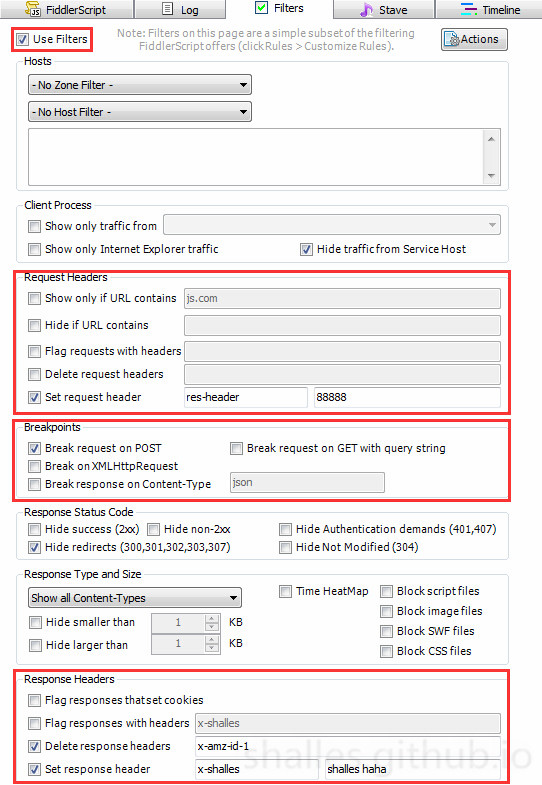 FiddlerScript Log Filters Stave Timeline
Use Filters Note: Filters on this page are a simple subset of the filtering
FiddlerScript offers (click Rules > Customize Rules). Actions
Hosts
- No Zone Filter -
- No Host Filter -
Client Process
Show only traffic from
Show only Internet Explorer traffic Hide traffic from Service Host
Request Headers
Show only if URL contains js.com
Hide if URL contains
Flag requests with headers
Delete request headers
Set request header res-header 88888
Breakpoints
Break request on POST Break request on GET with query string
Break on XMLHttpRequest
Break response on Content-Type json
Response Status Code
Hide success (2xx) Hide non-2xx Hide Authentication demands (401,407)
Hide redirects (300,301,302,303,307) Hide Not Modified (304)
Response Type and Size
Show all Content-Types Time HeatMap Block script files
Block image files
Hide smaller than 1 KB Block SWF files
Hide larger than 1 KB Block CSS files
Response Headers
Flag responses that set cookies
Flag responses with headers x-shalles
Delete response headers x-amz-id-1
Set response header x-shalles shalles haha
shalles.github.io